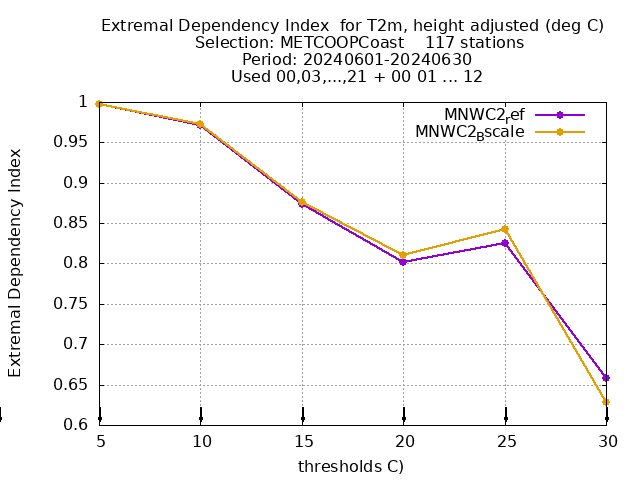 Extremal Dependency Index  for T2m, height adjusted (deg C)
Selection: METCOOPCoast    117 stations
Period: 20240601-20240630
Used 00,03,...,21 + 00 01 ... 12
MNWC2ref
MNWC2Bscale
1
0.95
0.9
0.85
0.8
0.75
0.7
0.65
0.6
Extremal Dependency Index
5 10 15 20 25 30
thresholds C)